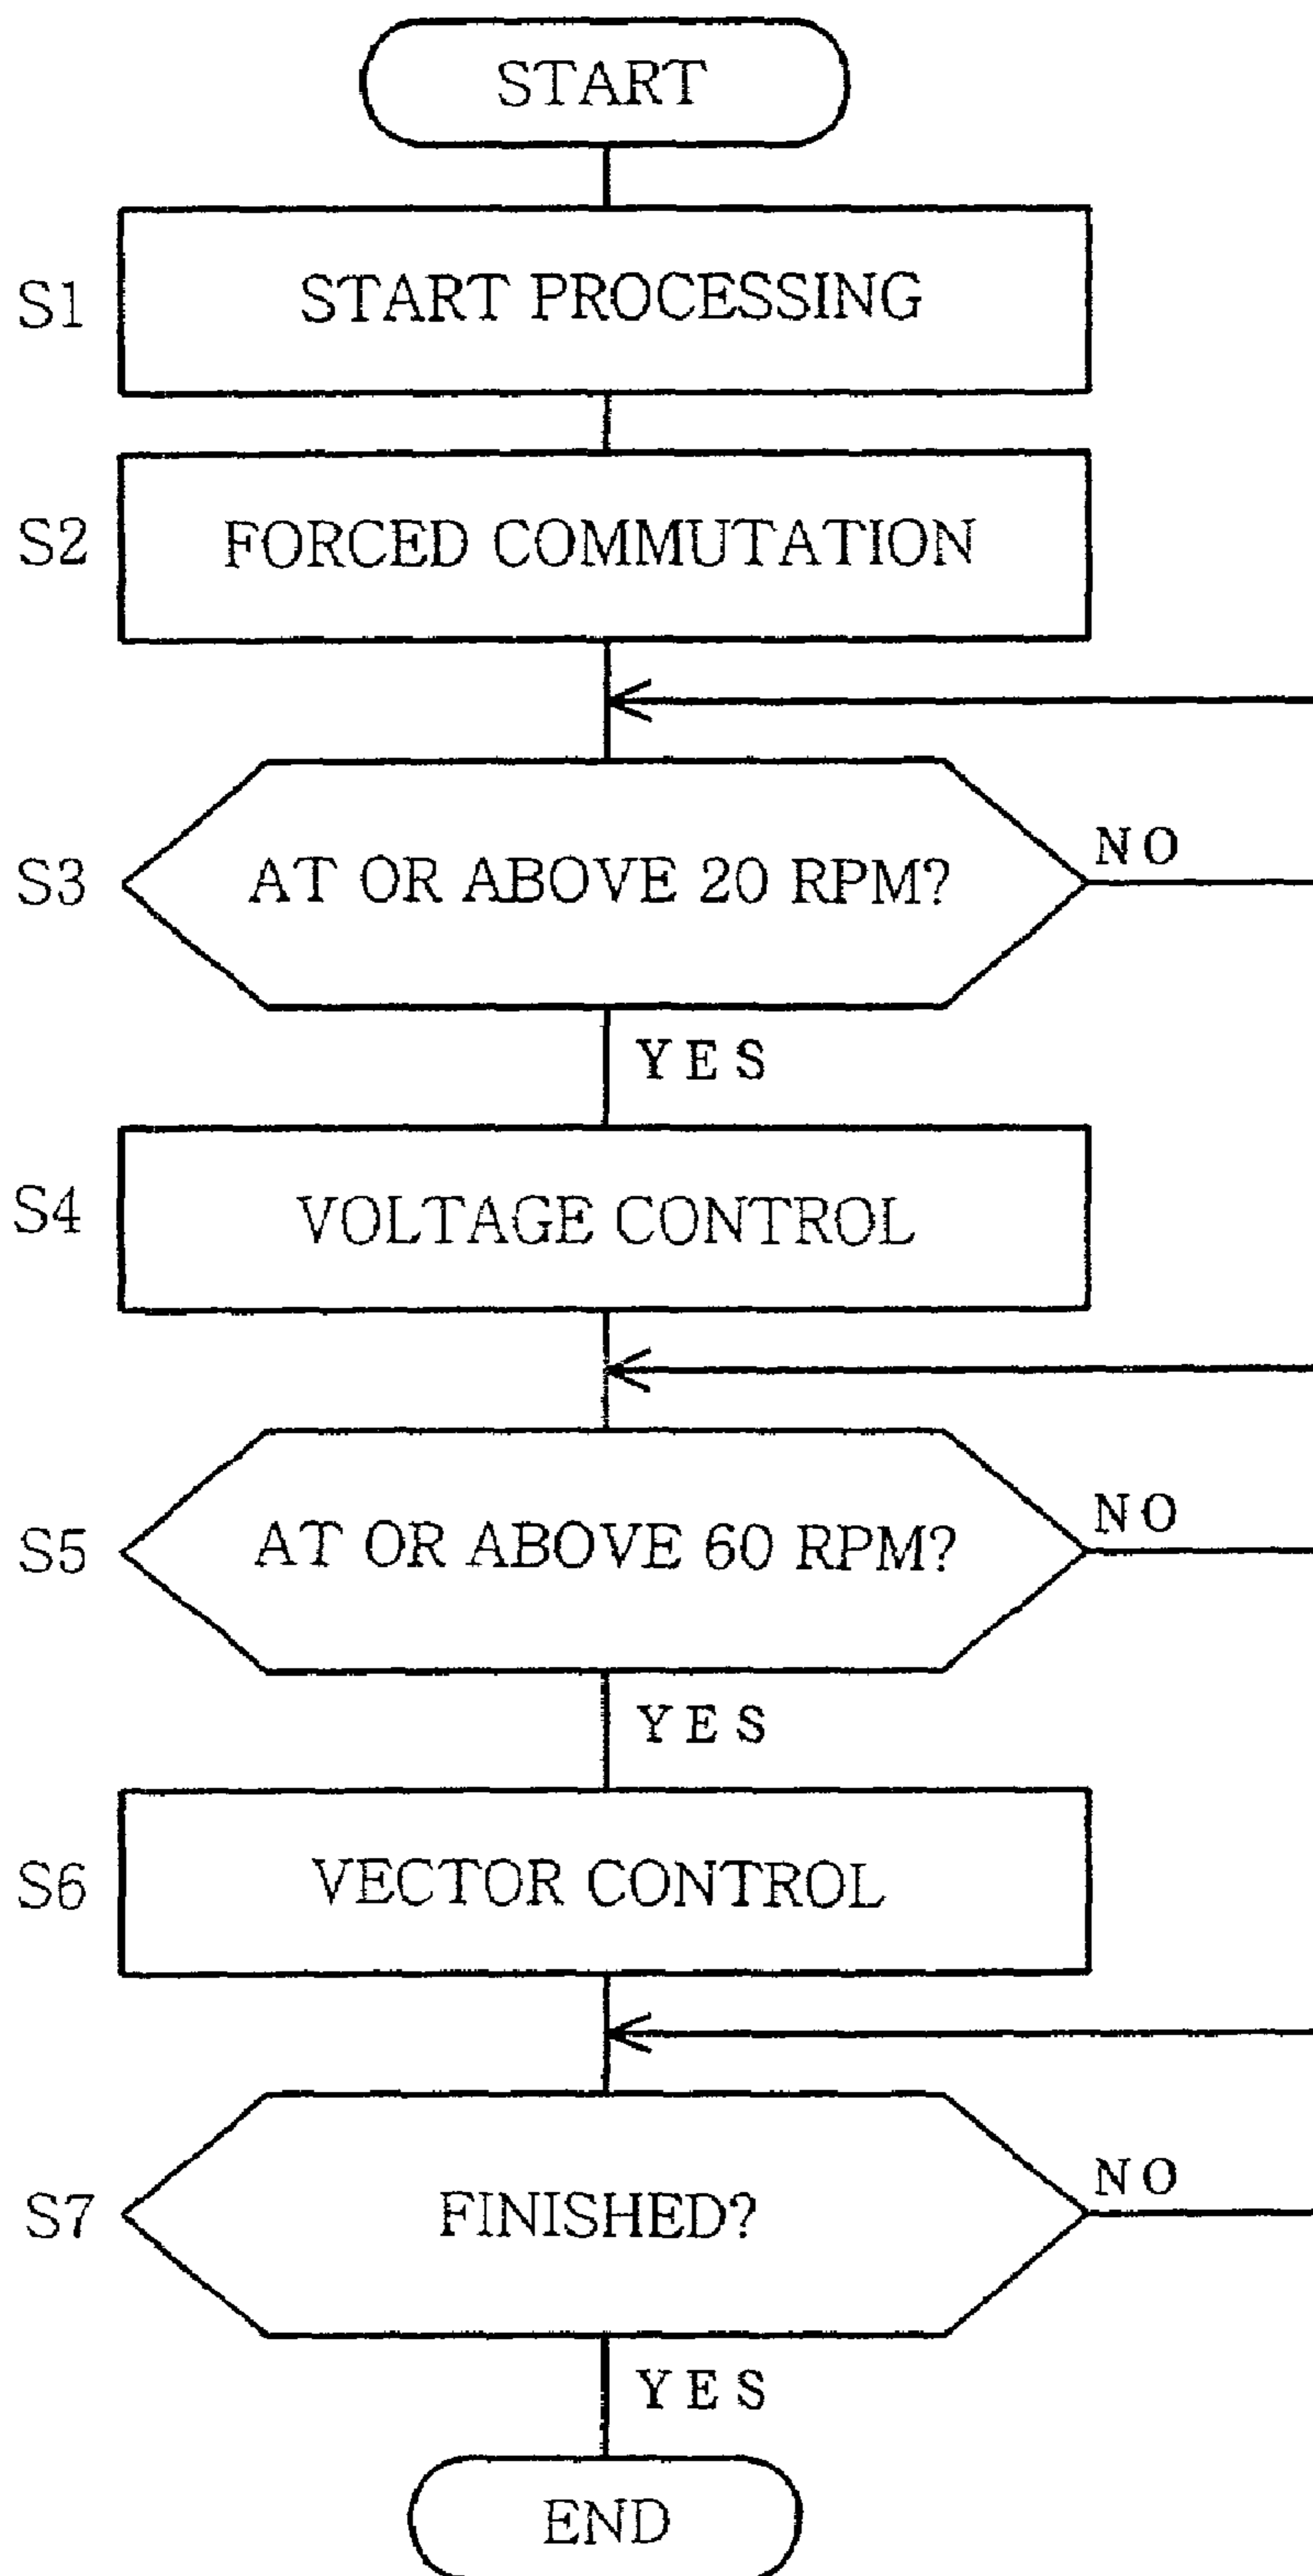 START
S1 START PROCESSING
S2 FORCED COMMUTATION
S3 AT OR ABOVE 20 RPM? NO
YES
S4 VOLTAGE CONTROL
S5 AT OR ABOVE 60 RPM? NO
YES
S6 VECTOR CONTROL
S7 FINISHED? NO
YES
END